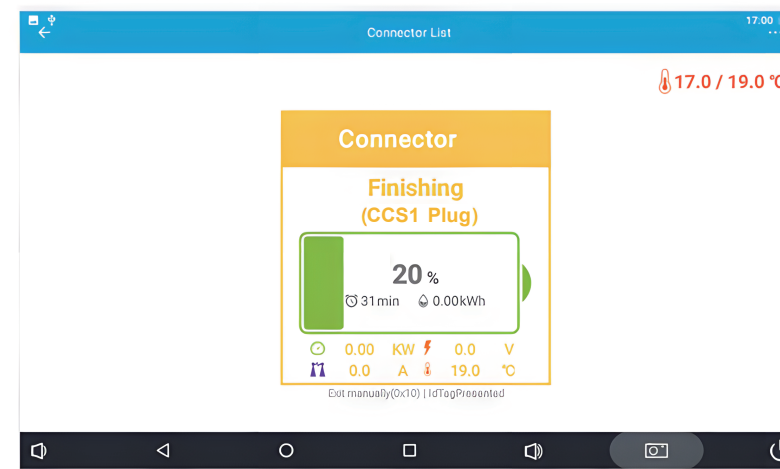 17:00
Connector List
17.0 / 19.0 °C
Connector
Finishing
(CCS1 Plug)
20 %
31min 0.00kWh
0.00 KW 0.0 V
0.0 A 19.0 °C
Exit manually(0x10) | IdTagPresented